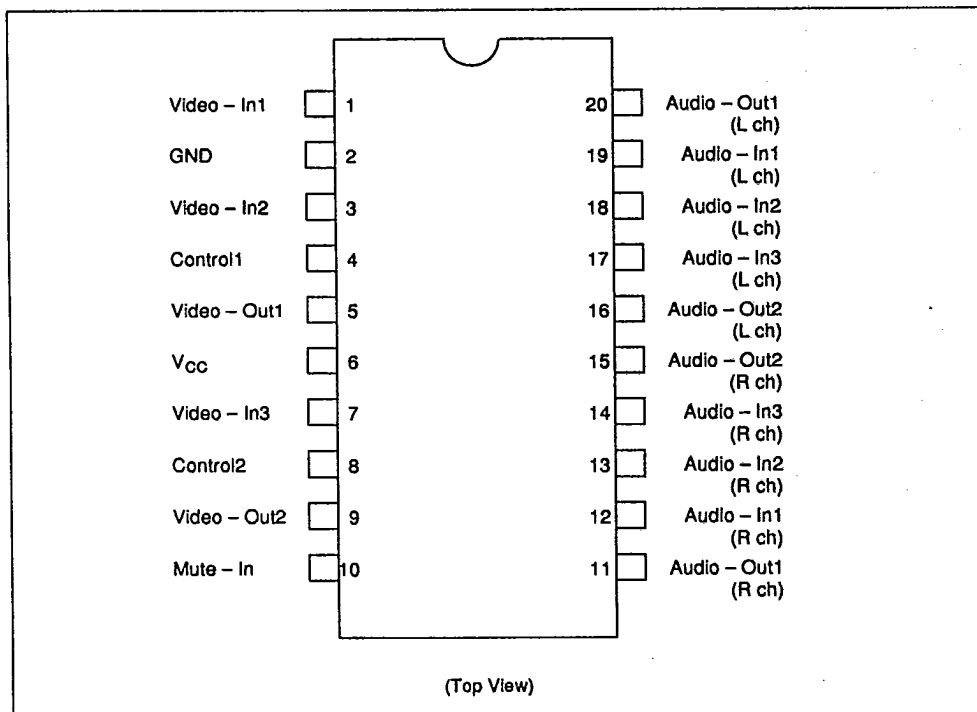 Video – In1
1
20
Audio – Out1
(L ch)
GND
2
19
Audio – In1
(L ch)
Video – In2
3
18
Audio – In2
(L ch)
Control1
4
17
Audio – In3
(L ch)
Video – Out1
5
16
Audio – Out2
(L ch)
VCC
6
15
Audio – Out2
(R ch)
Video – In3
7
14
Audio – In3
(R ch)
Control2
8
13
Audio – In2
(R ch)
Video – Out2
9
12
Audio – In1
(R ch)
Mute – In
10
11
Audio – Out1
(R ch)
(Top View)